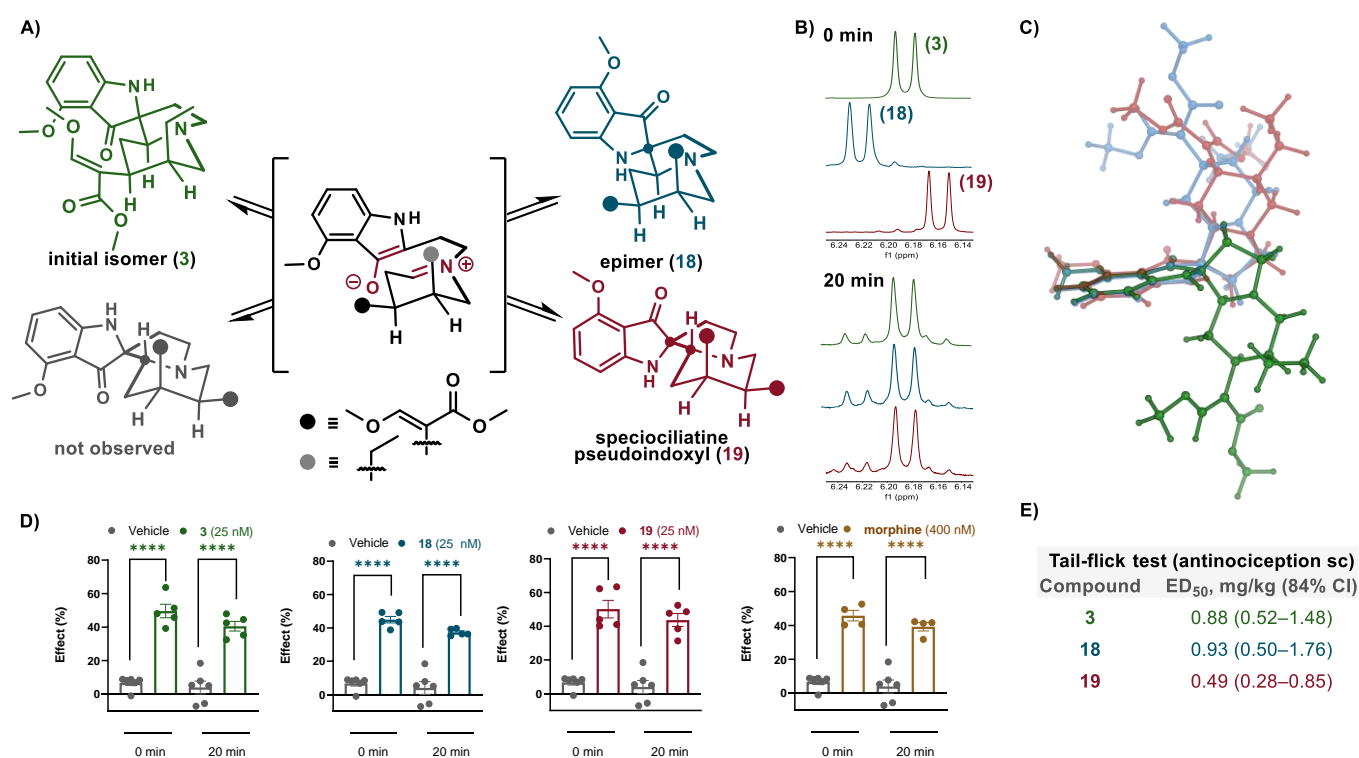 A)
NH
O
O
O
N
H
H
O
O
initial isomer (3)
NH
O
O
N
H
H
not observed
NH
O
O
N
H
H
O
O
N
H
N
H
H
H
epimer (18)
O
O
H
N
H
N
H
H
speciociliatine
pseudoindoxyl (19)
O
O
O
≡
≡
B)
0 min
(3)
(18)
(19)
6.24 6.22 6.20 6.18 6.16 6.14
f1 (ppm)
20 min
6.24 6.22 6.20 6.18 6.16 6.14
f1 (ppm)
C)
D)
Vehicle 3 (25 nM)
**** ****
Effect (%)
80
60
40
20
0
0 min 20 min
Vehicle 18 (25 nM)
**** ****
Effect (%)
80
60
40
20
0
0 min 20 min
Vehicle 19 (25 nM)
**** ****
Effect (%)
80
60
40
20
0
0 min 20 min
Vehicle morphine (400 nM)
**** ****
Effect (%)
80
60
40
20
0
0 min 20 min
E)
Tail-flick test (antinociception sc)
Compound ED50, mg/kg (84% CI)
3 0.88 (0.52–1.48)
18 0.93 (0.50–1.76)
19 0.49 (0.28–0.85)